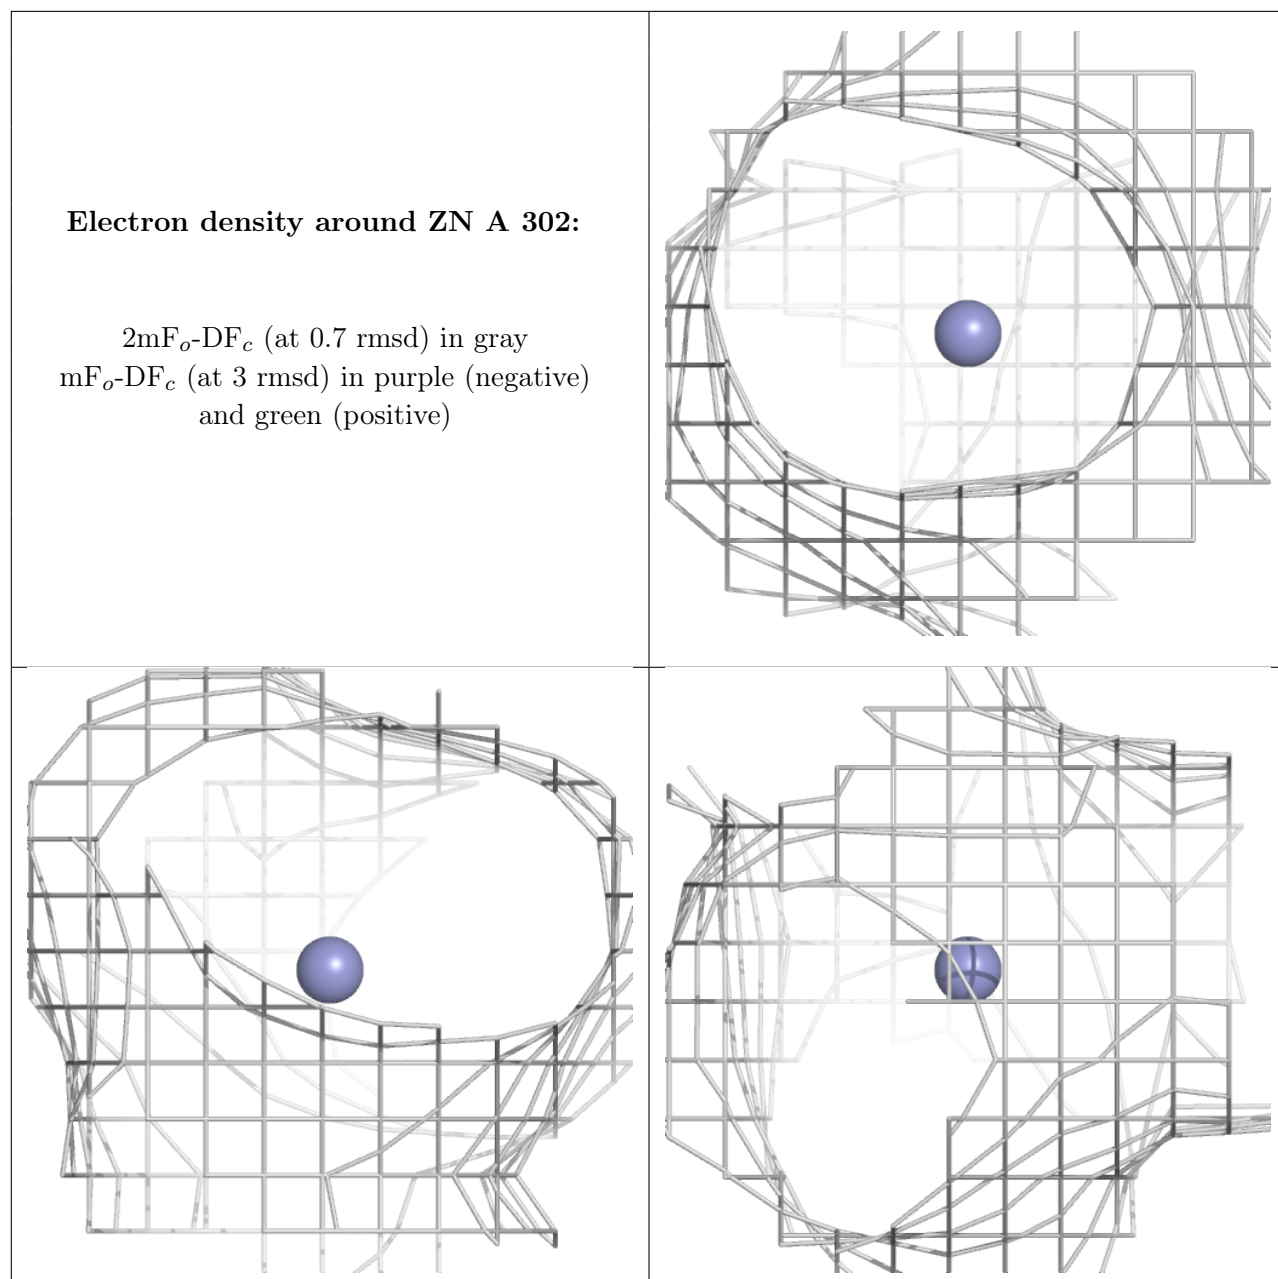 Electron density around ZN A 302:
2mFo-DFc (at 0.7 rmsd) in gray
mFo-DFc (at 3 rmsd) in purple (negative)
and green (positive)